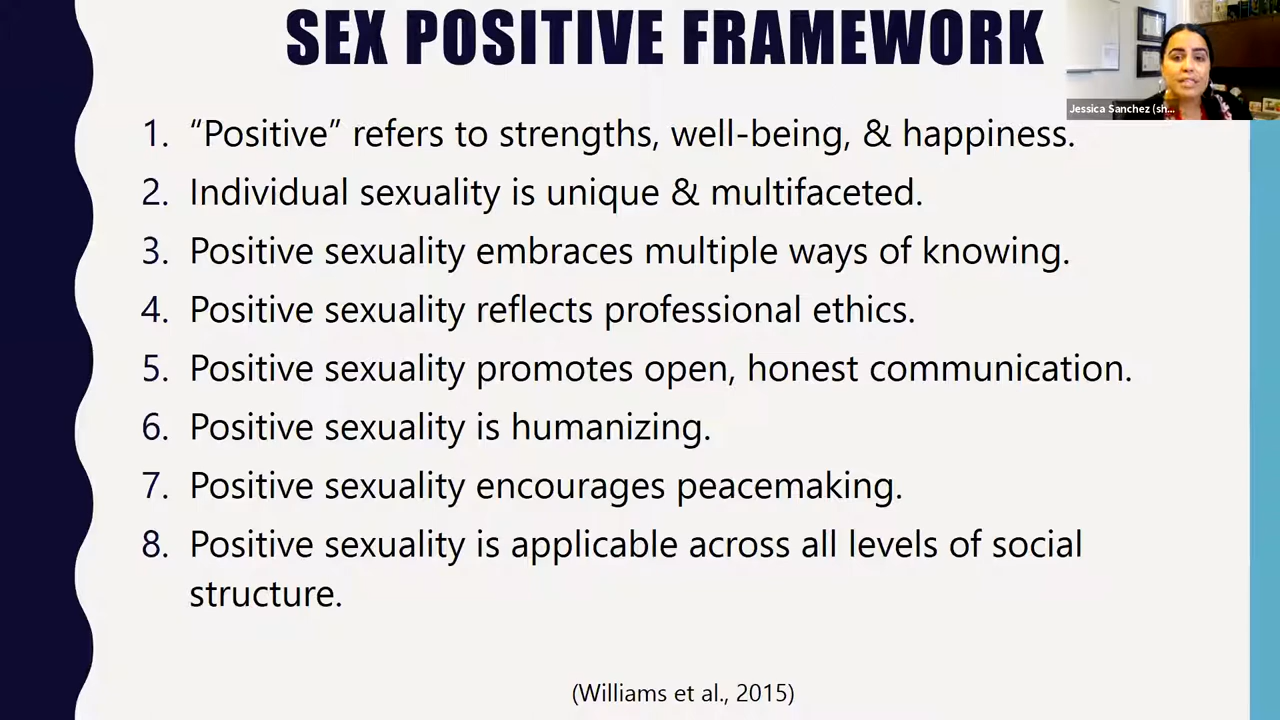 SEX POSITIVE FRAMEWORK
Jessica Sanchez (sh...
1. “Positive” refers to strengths, well-being, & happiness.
2. Individual sexuality is unique & multifaceted.
3. Positive sexuality embraces multiple ways of knowing.
4. Positive sexuality reflects professional ethics.
5. Positive sexuality promotes open, honest communication.
6. Positive sexuality is humanizing.
7. Positive sexuality encourages peacemaking.
8. Positive sexuality is applicable across all levels of social
structure.
(Williams et al., 2015)